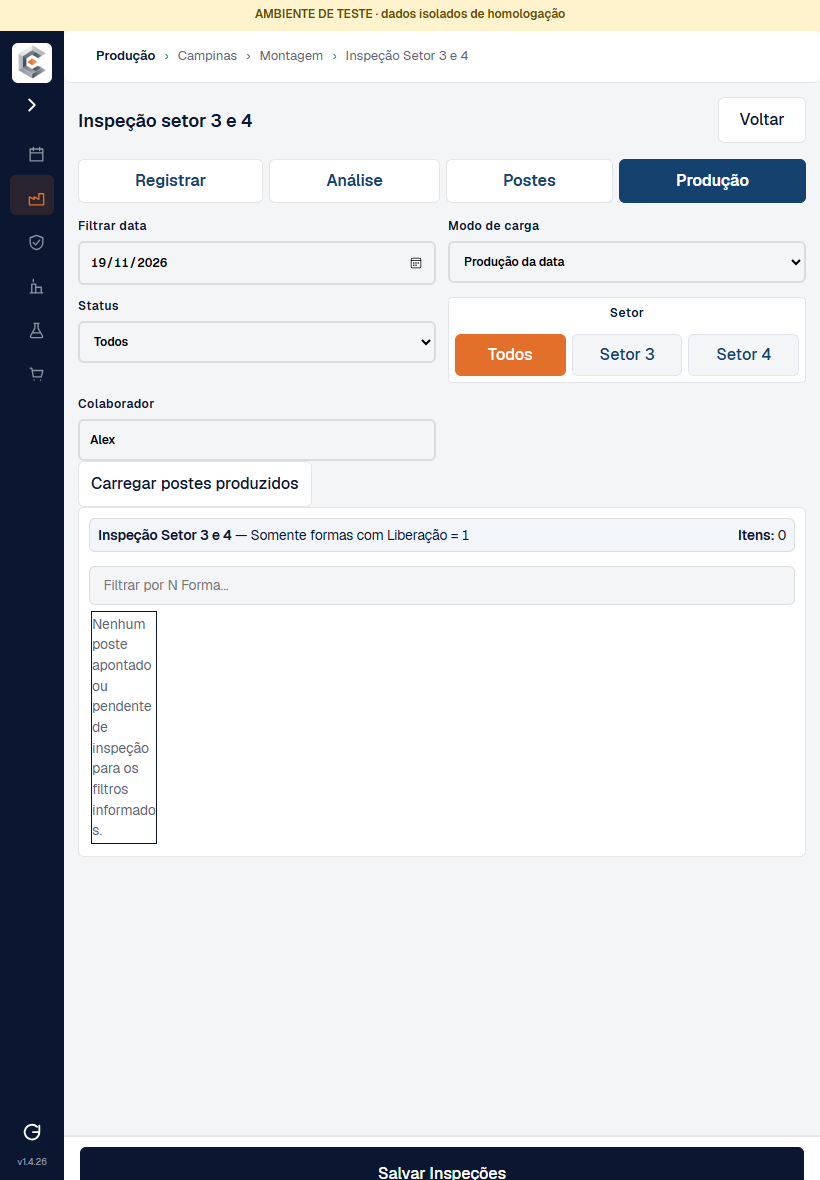 AMBIENTE DE TESTE · dados isolados de homologação
Produção › Campinas › Montagem › Inspeção Setor 3 e 4
Inspeção setor 3 e 4
Voltar
Registrar
Análise
Postes
Produção
Filtrar data
19/11/2026
Modo de carga
Produção da data
Status
Todos
Setor
Todos
Setor 3
Setor 4
Colaborador
Alex
Carregar postes produzidos
Inspeção Setor 3 e 4 — Somente formas com Liberação = 1
Itens: 0
Filtrar por N Forma...
Nenhum
poste
apontado
ou
pendente
de
inspeção
para os
filtros
informado
s.
v1.4.26
Salvar Inspeções